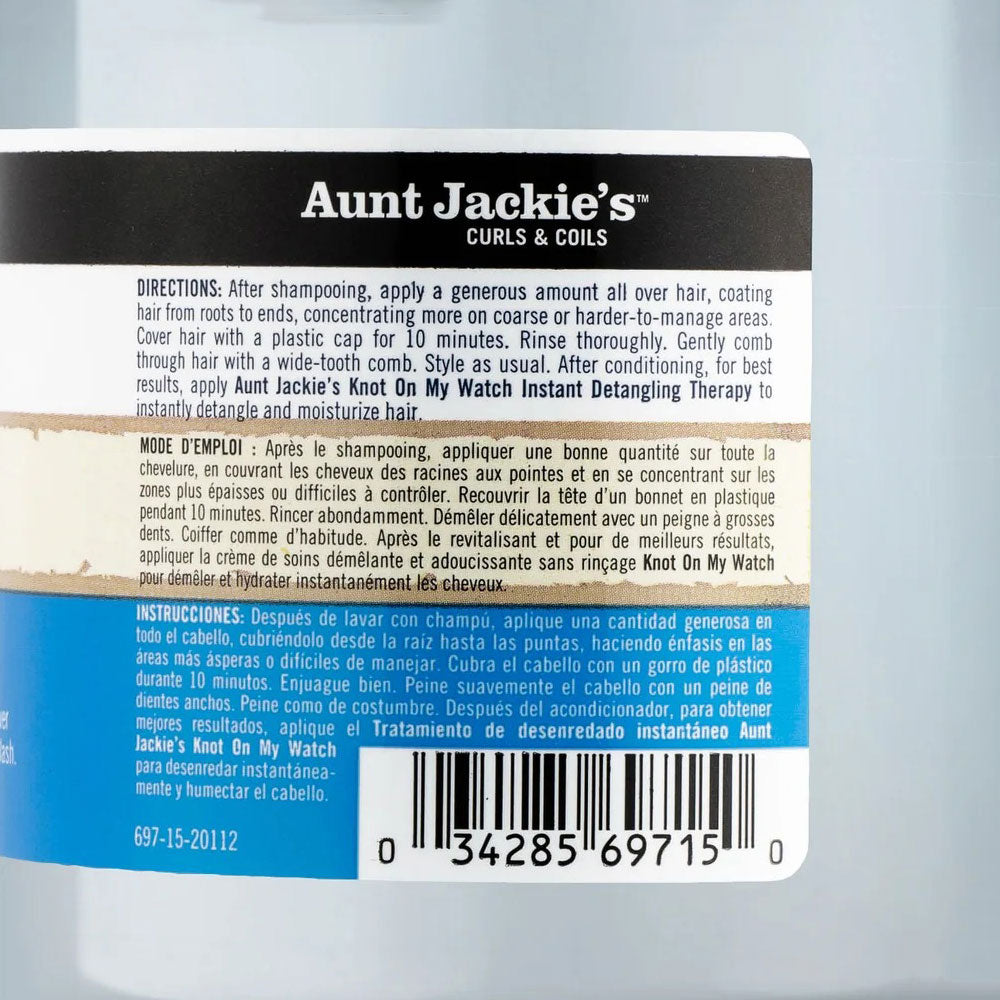 Aunt Jackie's™
CURLS & COILS
DIRECTIONS: After shampooing, apply a generous amount all over hair, coating
hair from roots to ends, concentrating more on coarse or harder-to-manage areas.
Cover hair with a plastic cap for 10 minutes. Rinse thoroughly. Gently comb
through hair with a wide-tooth comb. Style as usual. After conditioning, for best
results, apply Aunt Jackie's Knot On My Watch Instant Detangling Therapy to
instantly detangle and moisturize hair.
MODE D'EMPLOI : Après le shampooing, appliquer une bonne quantité sur toute la
chevelure, en couvrant les cheveux des racines aux pointes et en se concentrant sur les
zones plus épaisses ou difficiles à contrôler. Recouvrir la tête d'un bonnet en plastique
pendant 10 minutes. Rincer abondamment. Démêler délicatement avec un peigne à grosses
dents. Coiffer comme d'habitude. Après le revitalisant et pour de meilleurs résultats,
appliquer la crème de soins démêlante et adoucissante sans rinçage Knot On My Watch
pour démêler et hydrater instantanément les cheveux.
INSTRUCCIONES: Después de lavar con champú, aplique una cantidad generosa en
todo el cabello, cubriéndolo desde la raíz hasta las puntas, haciendo énfasis en las
áreas más ásperas o difíciles de manejar. Cubra el cabello con un gorro de plástico
durante 10 minutos. Enjuague bien. Peine suavemente el cabello con un peine de
dientes anchos. Peine como de costumbre. Después del acondicionador, para obtener
mejores resultados, aplique el Tratamiento de desenredado instantáneo Aunt
Jackie's Knot On My Watch
para desenredar instantánea-
mente y humectar el cabello.
697-15-20112
0 34285 69715 0